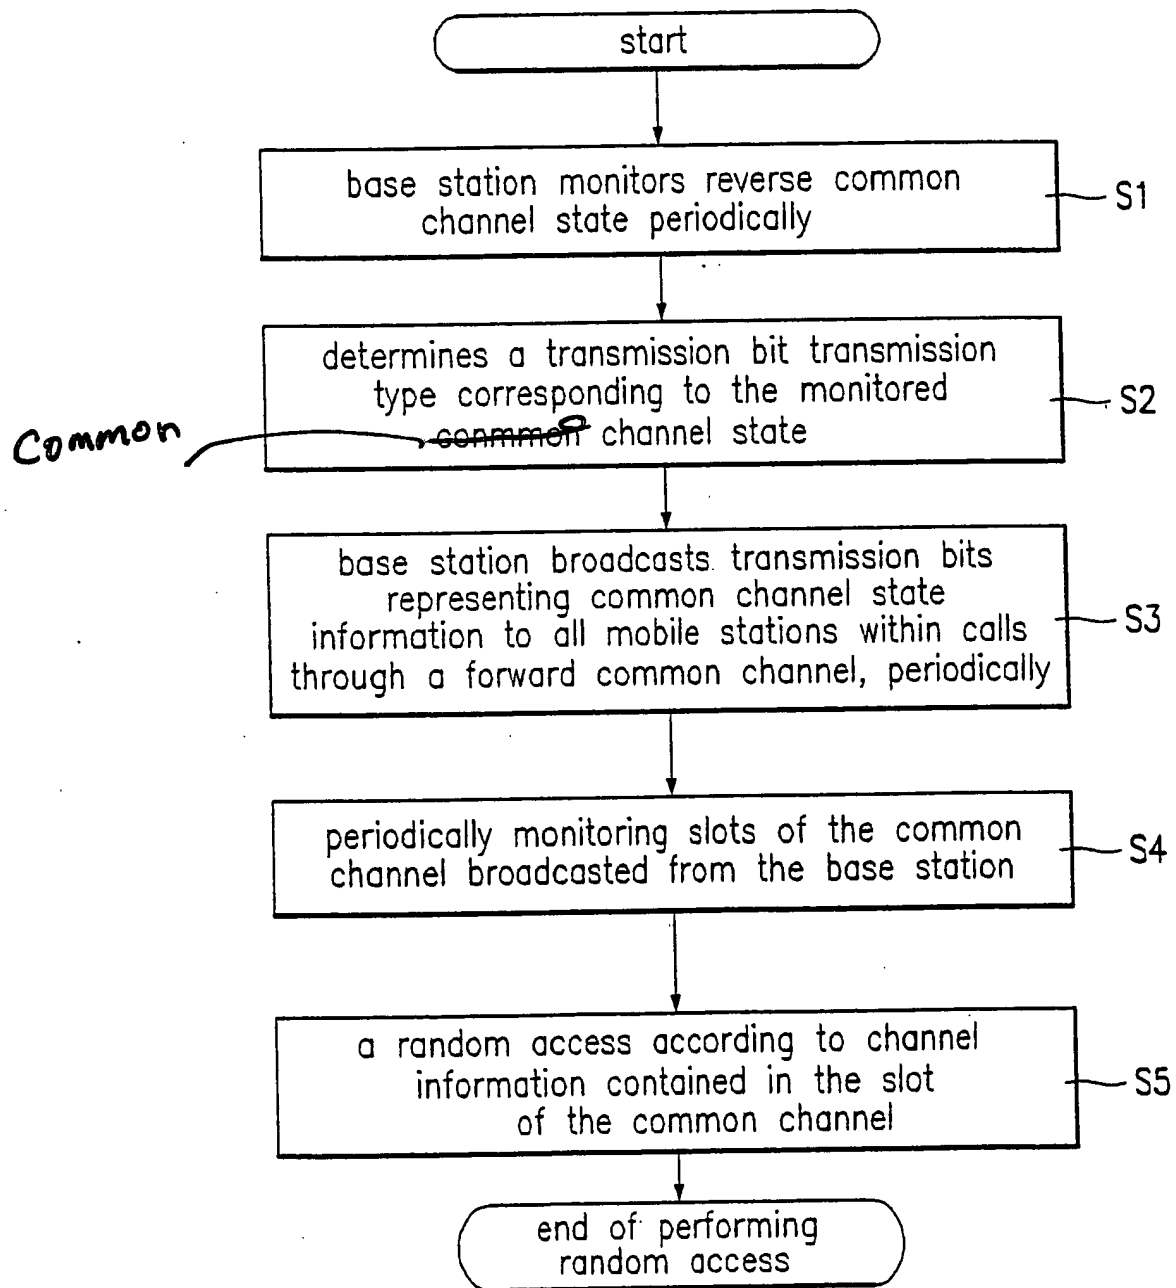 start
base station monitors reverse common
channel state periodically
S1
determines a transmission bit transmission
type corresponding to the monitored
conmmon channel state
S2
Common
base station broadcasts transmission bits
representing common channel state
information to all mobile stations within calls
through a forward common channel, periodically
S3
periodically monitoring slots of the common
channel broadcasted from the base station
S4
a random access according to channel
information contained in the slot
of the common channel
S5
end of performing
random access